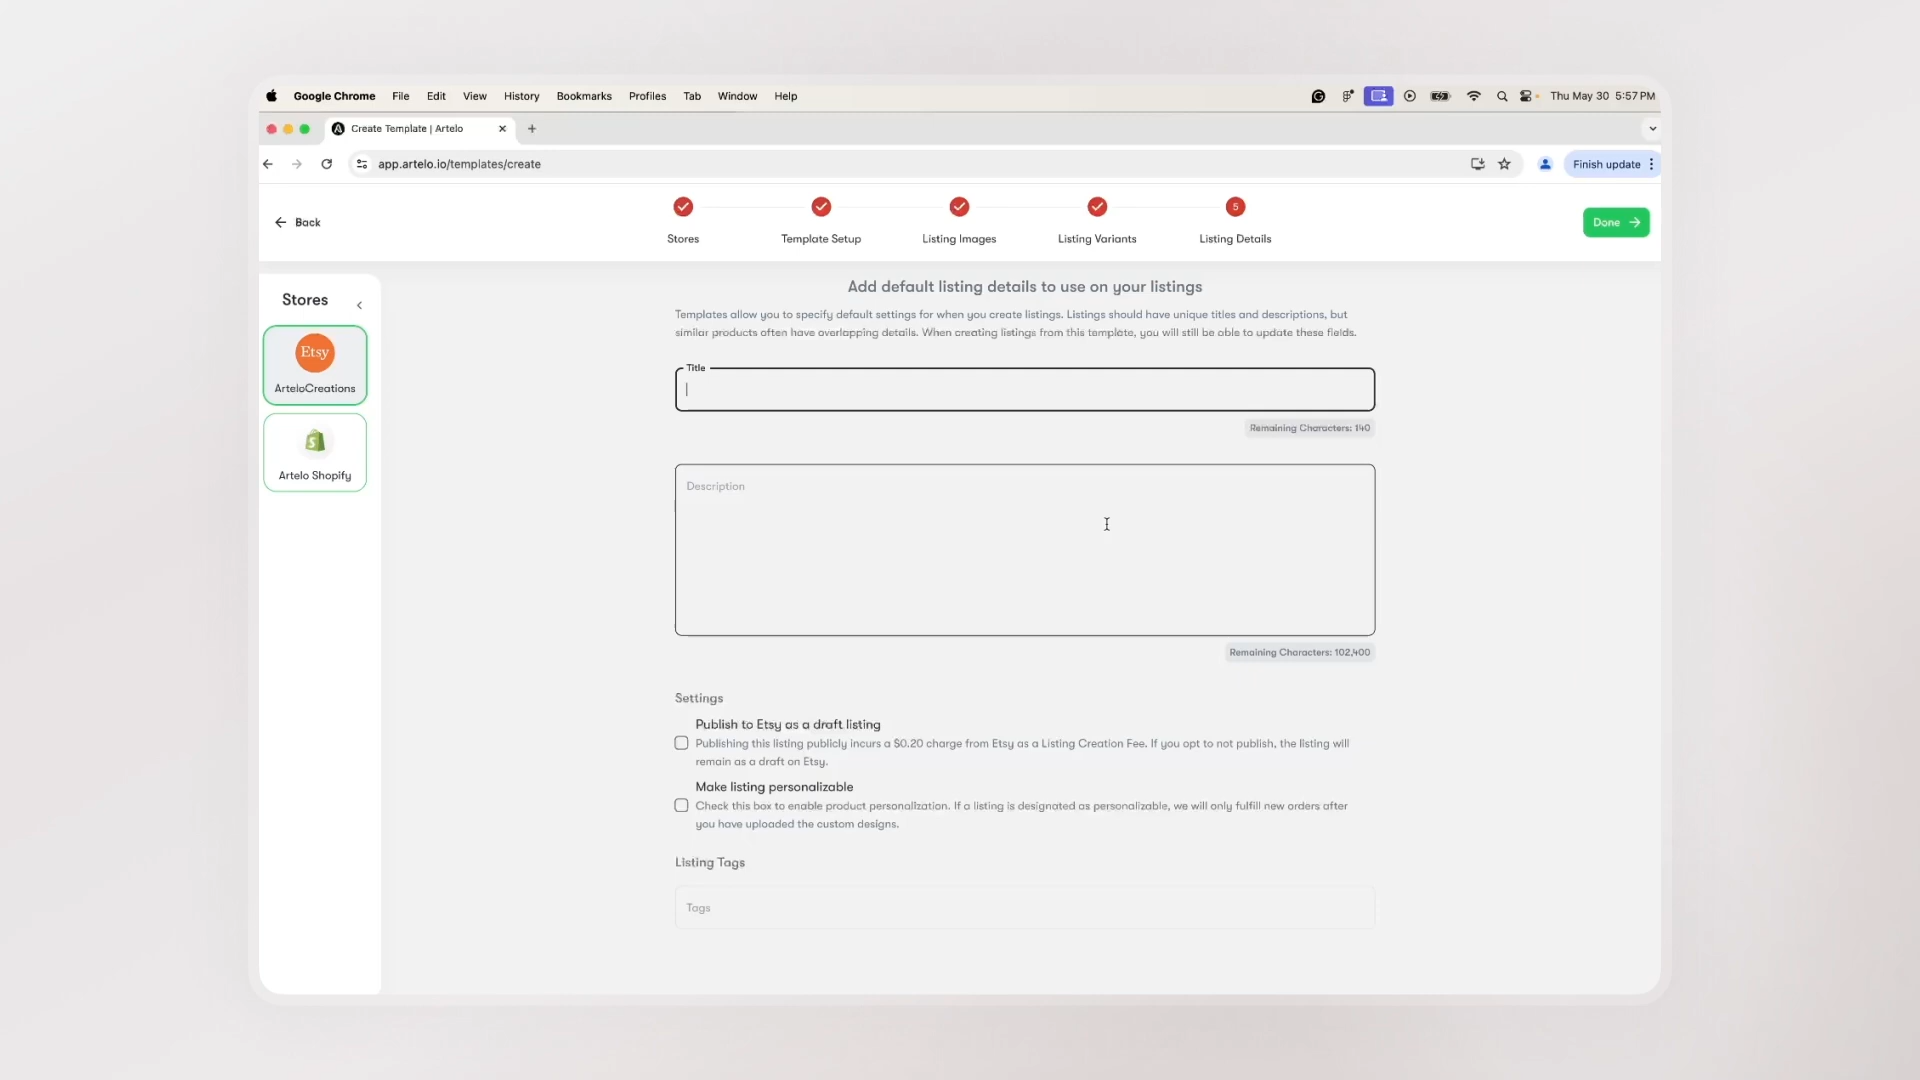 Google Chrome File Edit View History Bookmarks Profiles Tab Window Help Thu May 30 5:57 PM
Create Template | Artelo
app.artelo.io/templates/create Finish update
Back
5
Stores Template Setup Listing Images Listing Variants Listing Details
Done
Stores
Etsy
ArteloCreations
Artelo Shopify
Add default listing details to use on your listings
Templates allow you to specify default settings for when you create listings. Listings should have unique titles and descriptions, but
similar products often have overlapping details. When creating listings from this template, you will still be able to update these fields.
Title
Remaining Characters: 140
Description
Remaining Characters: 102,400
Settings
Publish to Etsy as a draft listing
Publishing this listing publicly incurs a $0.20 charge from Etsy as a Listing Creation Fee. If you opt to not publish, the listing will
remain as a draft on Etsy.
Make listing personalizable
Check this box to enable product personalization. If a listing is designated as personalizable, we will only fulfill new orders after
you have uploaded the custom designs.
Listing Tags
Tags